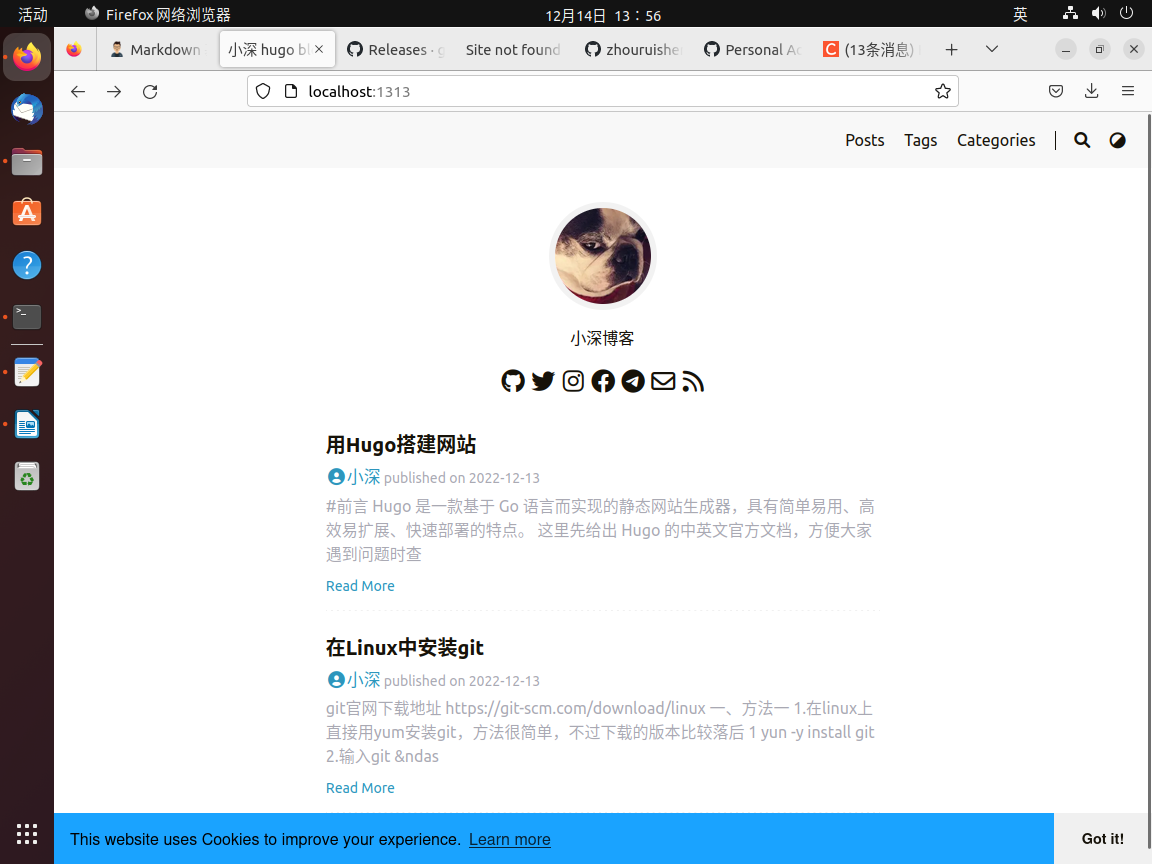 活动 Firefox 网络浏览器 12月14日 13：56 英
Markdown 小深 hugo bl Releases · g Site not found zhouruishe Personal Ac (13条消息)
localhost:1313
Posts Tags Categories
小深博客
用Hugo搭建网站
小深 published on 2022-12-13
#前言 Hugo 是一款基于 Go 语言而实现的静态网站生成器，具有简单易用、高
效易扩展、快速部署的特点。 这里先给出 Hugo 的中英文官方文档，方便大家
遇到问题时查
Read More
在Linux中安装git
小深 published on 2022-12-13
git官网下载地址 https://git-scm.com/download/linux 一、方法一 1.在linux上
直接用yum安装git，方法很简单，不过下载的版本比较落后 1 yun -y install git
2.输入git &ndas
Read More
This website uses Cookies to improve your experience. Learn more Got it!